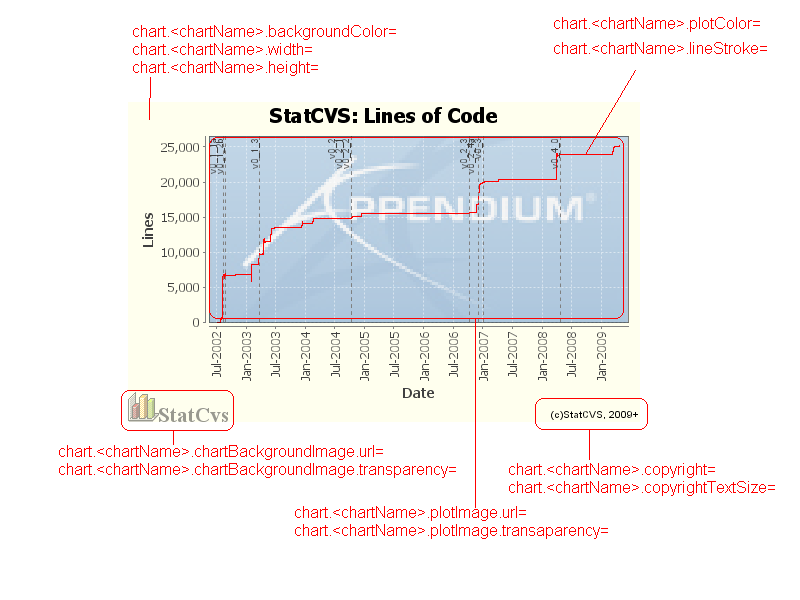 chart.<chartName>.backgroundColor=
chart.<chartName>.width=
chart.<chartName>.height=
chart.<chartName>.plotColor=
chart.<chartName>.lineStroke=
StatCVS: Lines of Code
25,000
20,000
15,000
10,000
5,000
0
Lines
v0_1_3
v0_2
v0_2_2
v0_2_3
v0_3
v0_4_0
APPENDIUM®
Jul-2002
Jan-2003
Jul-2003
Jan-2004
Jul-2004
Jan-2005
Jul-2005
Jan-2006
Jul-2006
Jan-2007
Jul-2007
Jan-2008
Jul-2008
Jan-2009
Date
StatCvs
(c)StatCVS, 2009+
chart.<chartName>.chartBackgroundImage.url=
chart.<chartName>.chartBackgroundImage.transparency=
chart.<chartName>.copyright=
chart.<chartName>.copyrightTextSize=
chart.<chartName>.plotImage.url=
chart.<chartName>.plotImage.transaparency=